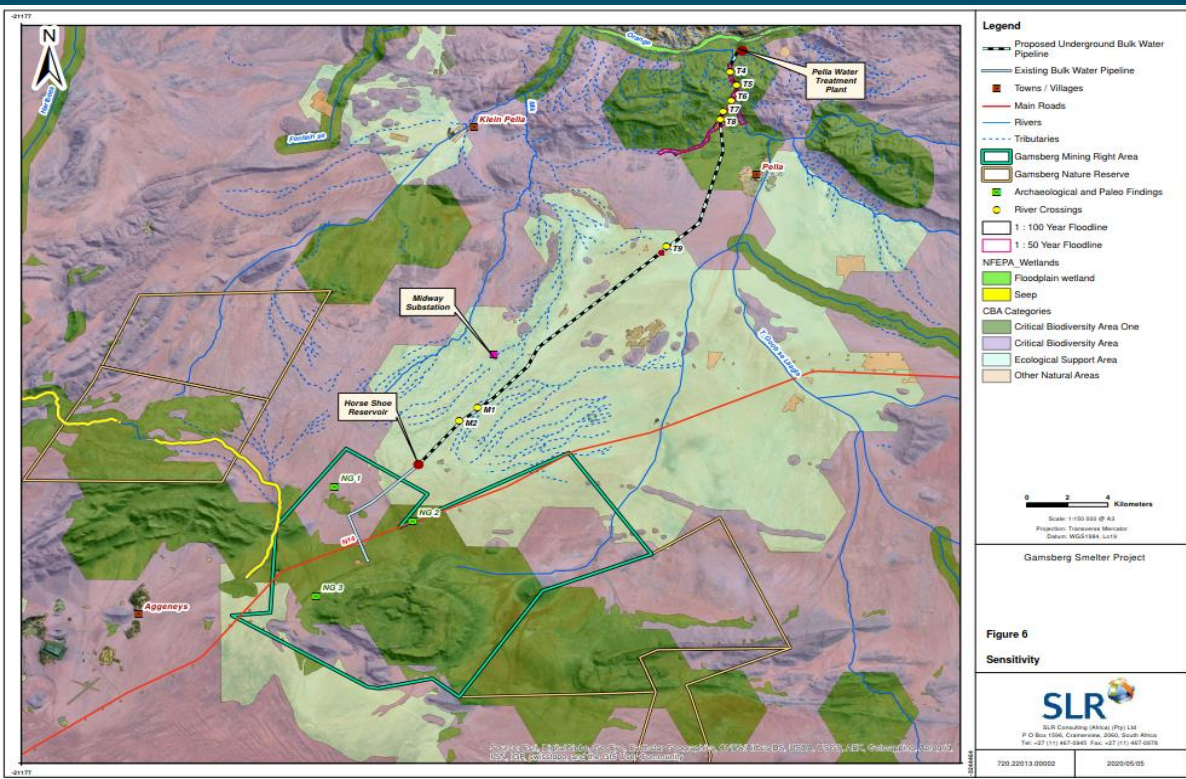 -21177
N
Orange
Pella Water
Treatment
Plant
T4
T5
T6
T7
T8
Klein Pella
Pella
T9
Midway
Substation
T Goob se Laagte
Horse Shoe
Reservoir
M1
M2
NG 1
NG 2
N14
NG 3
Aggeneys
-21177
Legend
Proposed Underground Bulk Water
Pipeline
Existing Bulk Water Pipeline
Towns / Villages
Main Roads
Rivers
Tributaries
Gamsberg Mining Right Area
Gamsberg Nature Reserve
Archaeological and Paleo Findings
River Crossings
1 : 100 Year Floodline
1 : 50 Year Floodline
NFEPA_Wetlands
Floodplain wetland
Seep
CBA Categories
Critical Biodiversity Area One
Critical Biodiversity Area
Ecological Support Area
Other Natural Areas
0 2 4
Kilometers
Scale: 1:150 000 @ A3
Projection: Transverse Mercator
Datum: WGS1984, Lo19
Gamsberg Smelter Project
Figure 6
Sensitivity
SLR
SLR Consulting (Africa) (Pty) Ltd
P O Box 1596, Cramerview, 2060, South Africa
Tel: +27 (11) 467-0945 Fax: +27 (11) 467-0978
720.22013.00002
2020/05/05